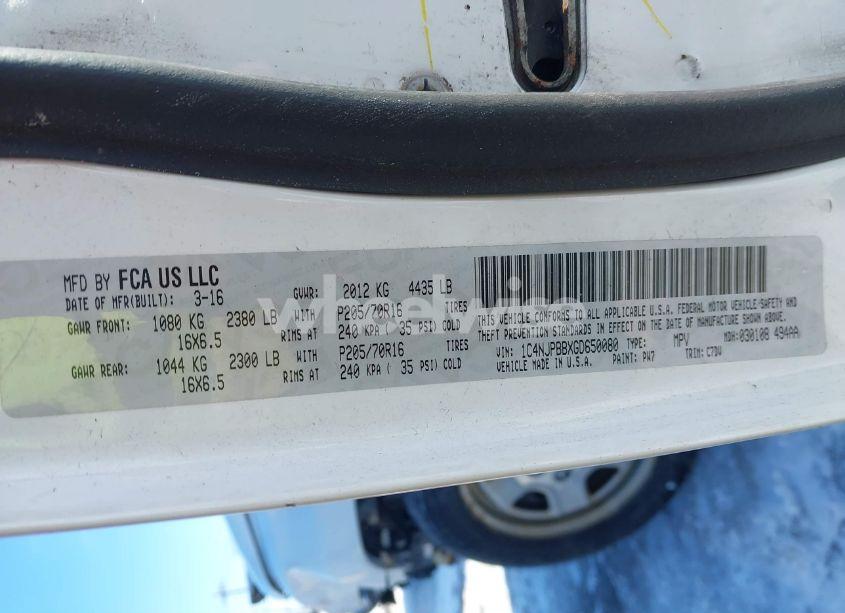 MFD BY FCA US LLC
DATE OF MFR(BUILT): 3-16 GVWR: 2012 KG 4435 LB
GAWR FRONT: 1080 KG 2380 LB WITH P205/70R16 TIRES
16X6.5 RIMS AT 240 KPA ( 35 PSI) COLD
GAWR REAR: 1044 KG 2300 LB WITH P205/70R16 TIRES
16X6.5 RIMS AT 240 KPA ( 35 PSI) COLD
THIS VEHICLE CONFORMS TO ALL APPLICABLE U.S.A. FEDERAL MOTOR VEHICLE-SAFETY AND
THEFT PREVENTION STANDARDS IN EFFECT ON THE DATE OF MANUFACTURE SHOWN ABOVE.
VIN: 1C4NJPBBXGD650080 TYPE: MPV MDH:030108 494AA
VEHICLE MADE IN U.S.A. PAINT: PW7 TRIM: C7DV
wheelwise